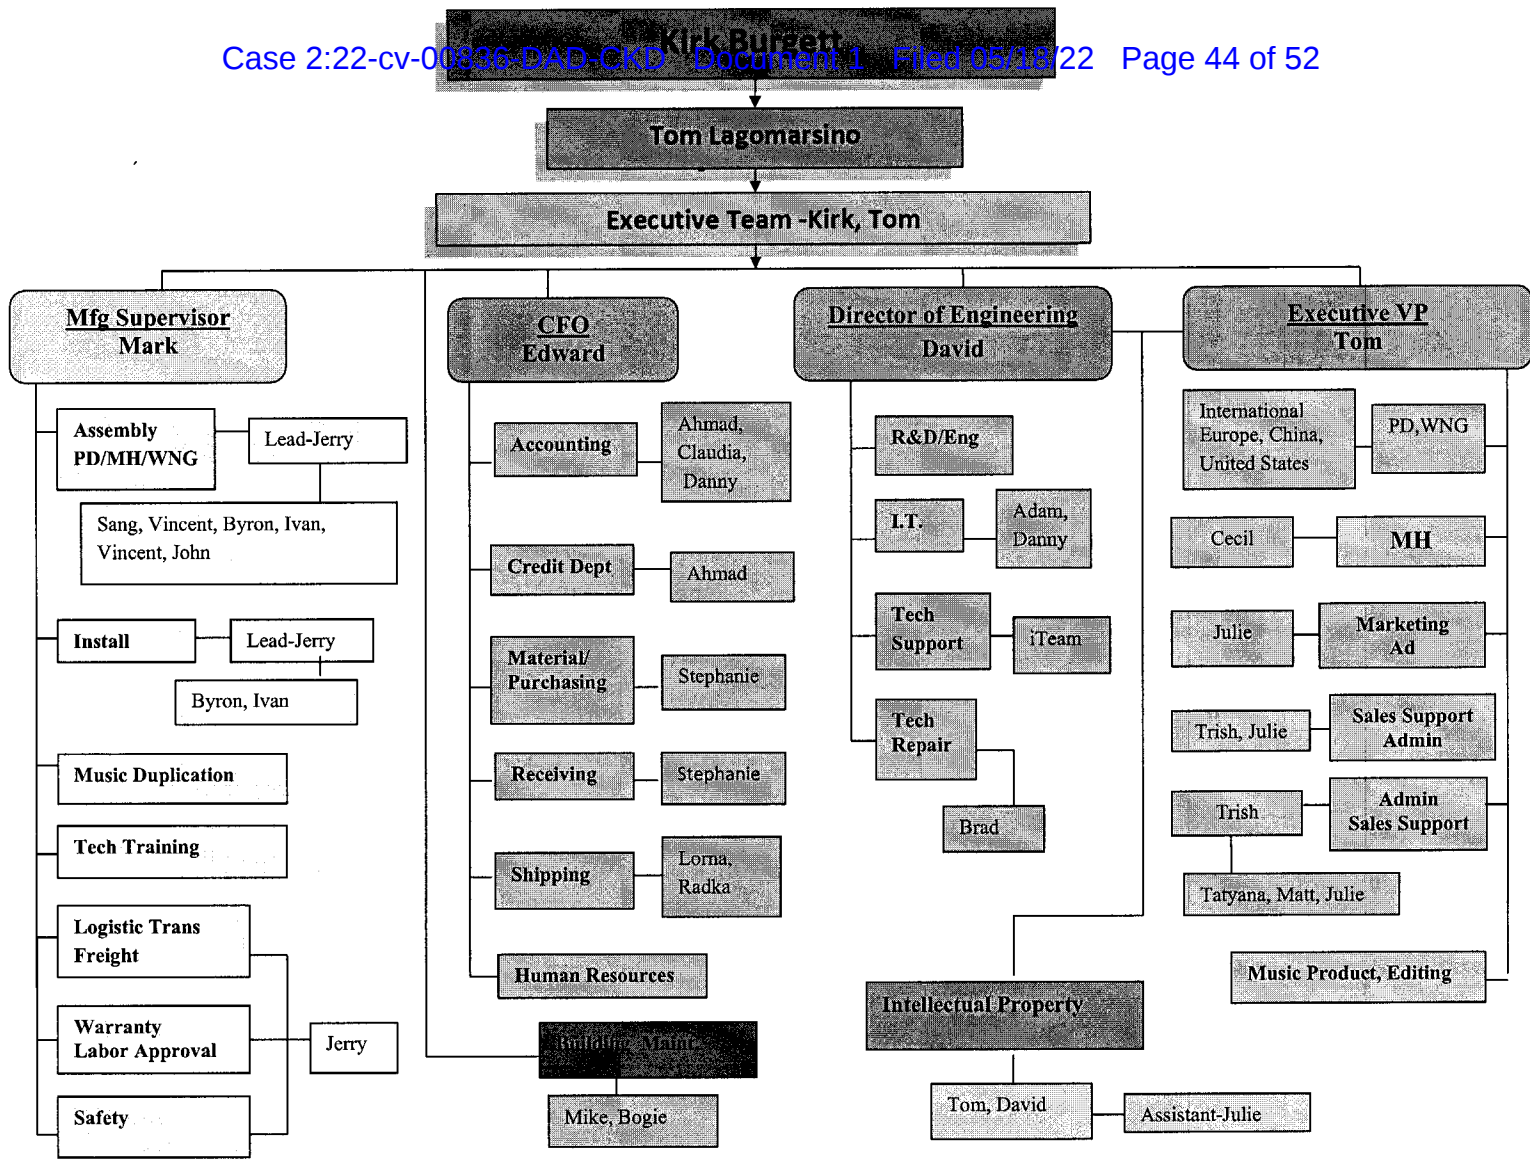 Kirk Burgett
Case 2:22-cv-00836-DAD-CKD Document 1 Filed 05/18/22 Page 44 of 52
Tom Lagomarsino
Executive Team -Kirk, Tom
Mfg Supervisor
Mark
Assembly
PD/MH/WNG
Lead-Jerry
Sang, Vincent, Byron, Ivan,
Vincent, John
Install
Lead-Jerry
Byron, Ivan
Music Duplication
Tech Training
Logistic Trans
Freight
Warranty
Labor Approval
Jerry
Safety
CFO
Edward
Accounting
Ahmad,
Claudia,
Danny
Credit Dept
Ahmad
Material/
Purchasing
Stephanie
Receiving
Stephanie
Shipping
Lorna,
Radka
Human Resources
Building Maint.
Mike, Bogie
Director of Engineering
David
R&D/Eng
I.T.
Adam,
Danny
Tech
Support
iTeam
Tech
Repair
Brad
Intellectual Property
Tom, David
Assistant-Julie
Executive VP
Tom
International
Europe, China,
United States
PD,WNG
Cecil
MH
Julie
Marketing
Ad
Trish, Julie
Sales Support
Admin
Trish
Admin
Sales Support
Tatyana, Matt, Julie
Music Product, Editing